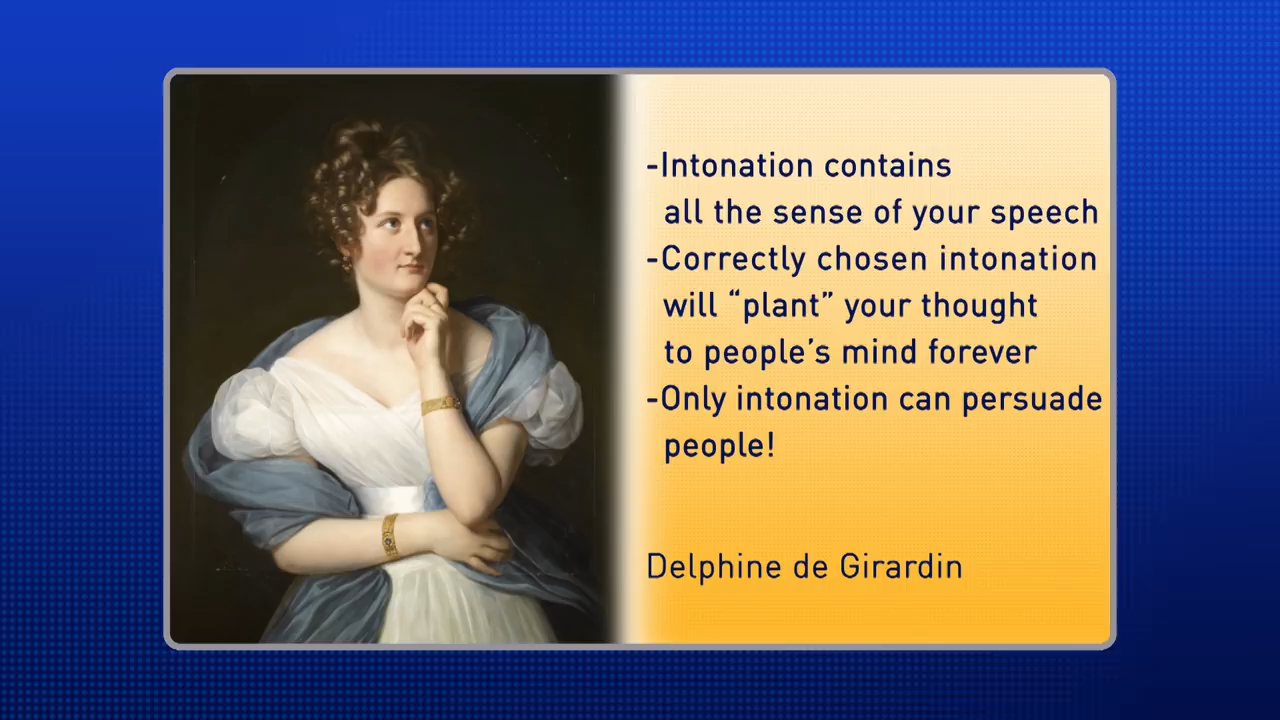 -Intonation contains
all the sense of your speech
-Correctly chosen intonation
will “plant” your thought
to people’s mind forever
-Only intonation can persuade
people!
Delphine de Girardin